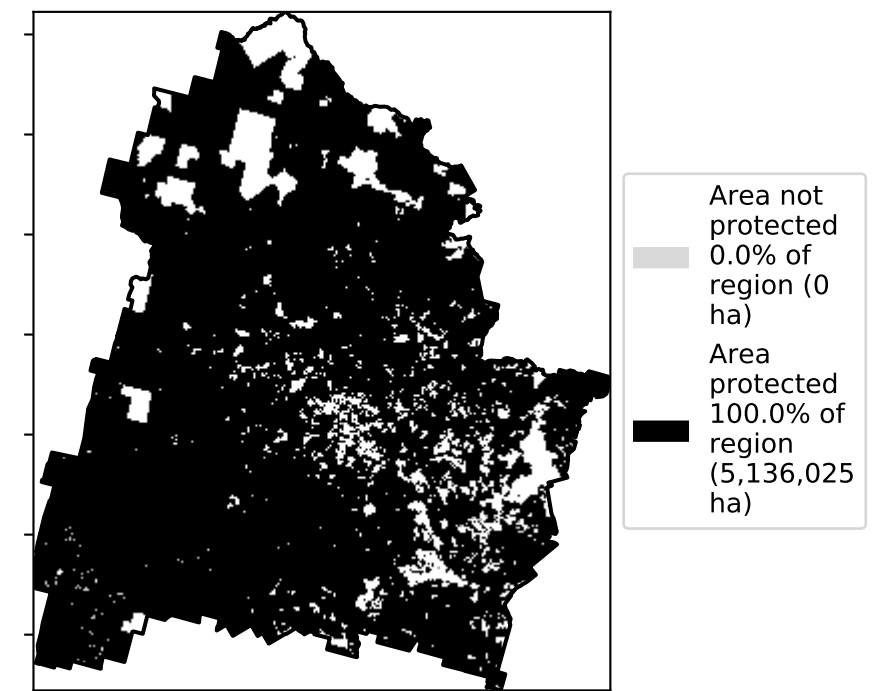 Area not
protected
0.0% of
region (0
ha)
Area
protected
100.0% of
region
(5,136,025
ha)